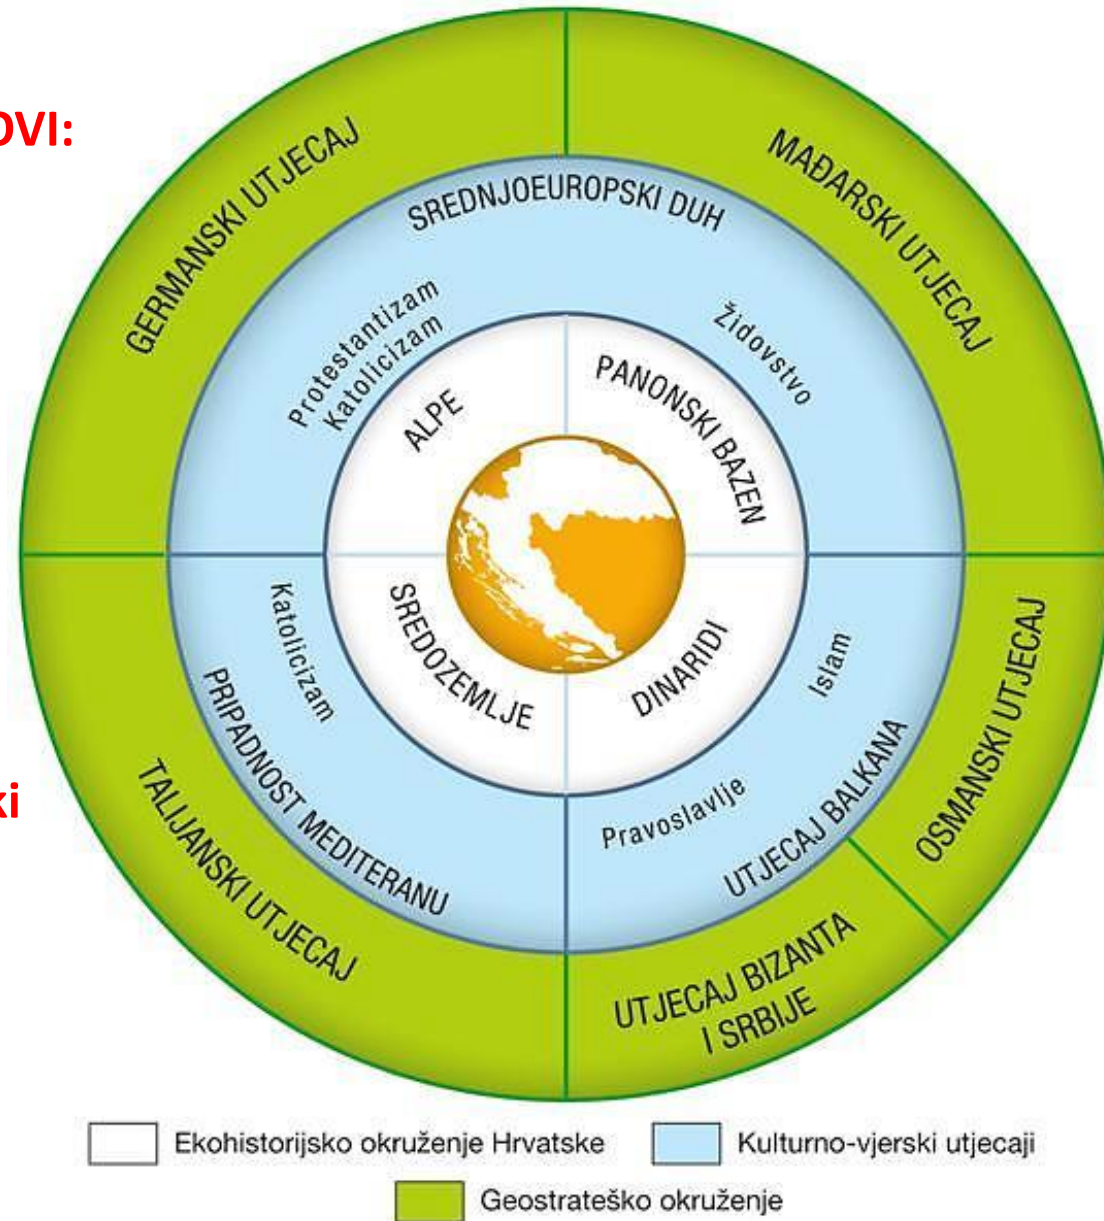 OVI:
GERMANSKI UTJECAJ
MAĐARSKI UTJECAJ
SREDNJOEUROPSKI DUH
Protestantizam
Katolicizam
Židovstvo
ALPE
PANONSKI BAZEN
SREDOZEMLJE
DINARIDI
Katolicizam
Islam
PRIPADNOST MEDITERANU
Pravoslavlje
UTJECAJ BALKANA
TALIJANSKI UTJECAJ
OSMANSKI UTJECAJ
UTJECAJ BIZANTA
I SRBIJE
ki
Ekohistorijsko okruženje Hrvatske
Kulturno-vjerski utjecaji
Geostrateško okruženje